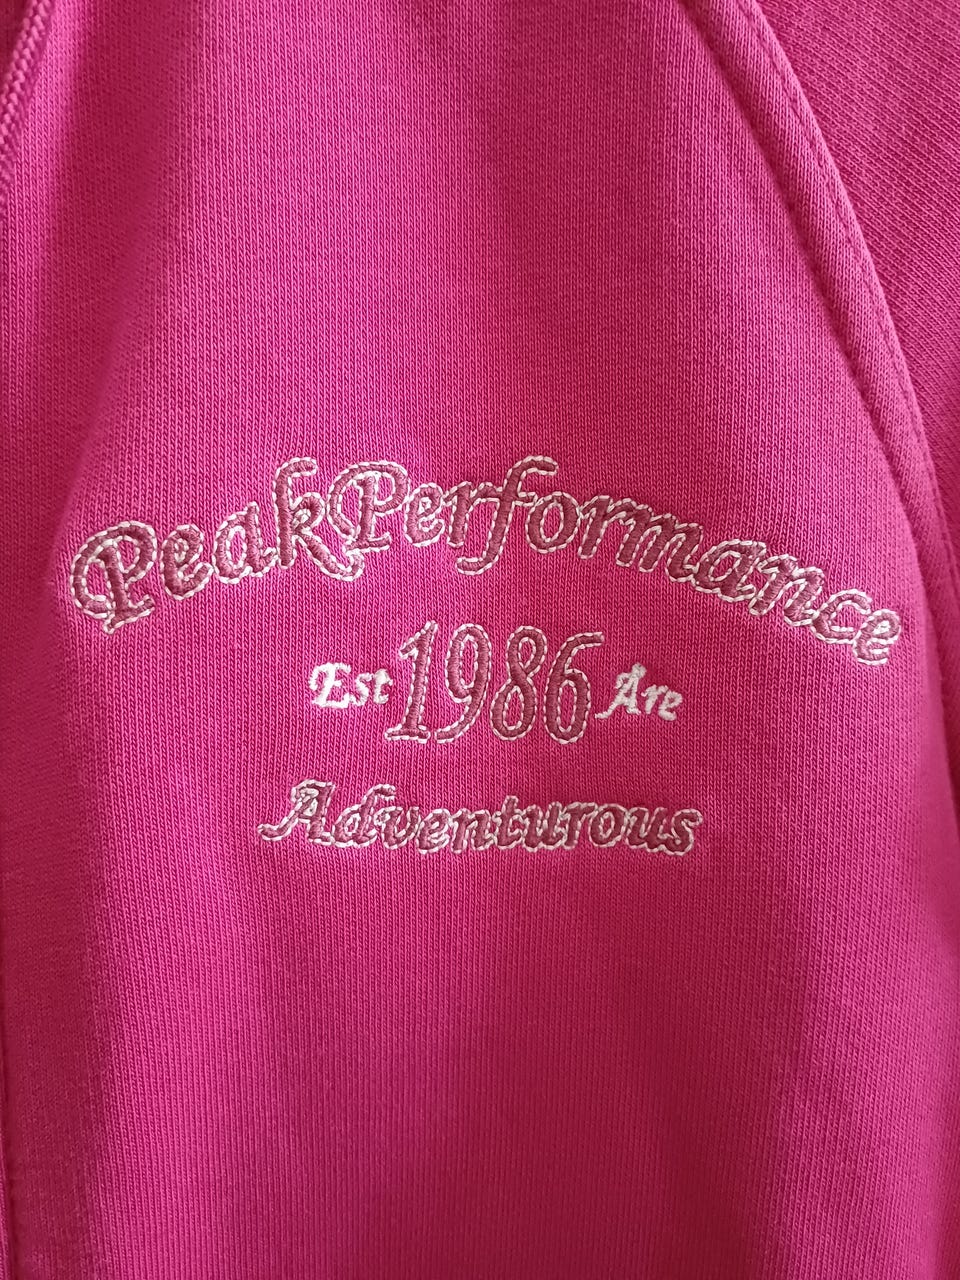 PeakPerformance
Est 1986 Åre
Adventurous